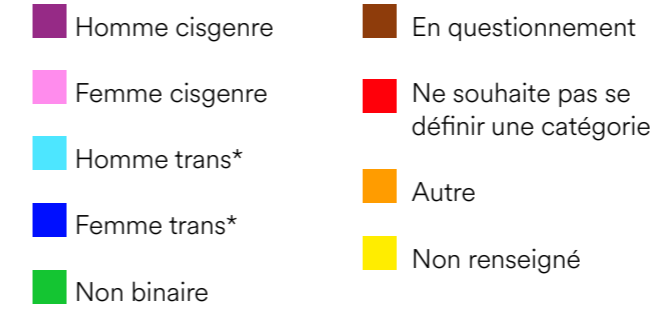 Homme cisgenre
Femme cisgenre
Homme trans*
Femme trans*
Non binaire
En questionnement
Ne souhaite pas se
définir une catégorie
Autre
Non renseigné